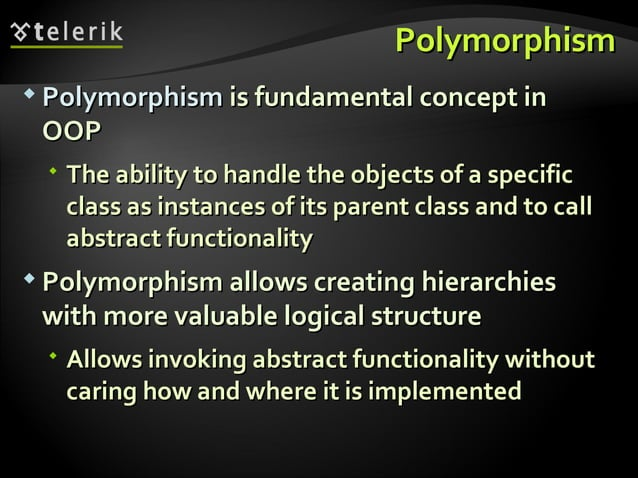 telerik
Polymorphism
Polymorphism is fundamental concept in
OOP
The ability to handle the objects of a specific
class as instances of its parent class and to call
abstract functionality
Polymorphism allows creating hierarchies
with more valuable logical structure
Allows invoking abstract functionality without
caring how and where it is implemented